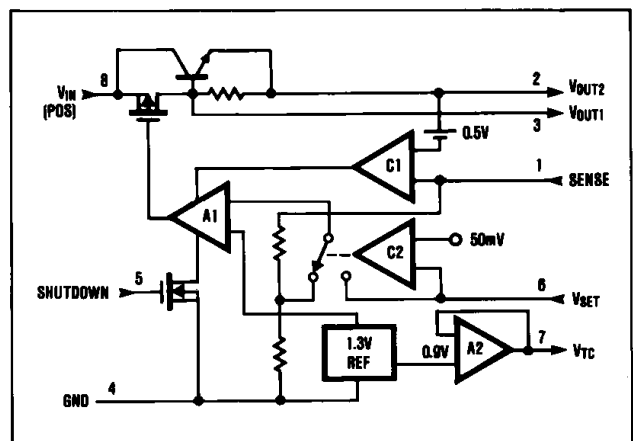 8
VIN
(POS)
2
VOUT2
3
VOUT1
0.5V
C1
1
SENSE
A1
C2
50mV
5
SHUTDOWN
6
VSET
1.3V
REF
0.9V
A2
7
VTC
4
GND